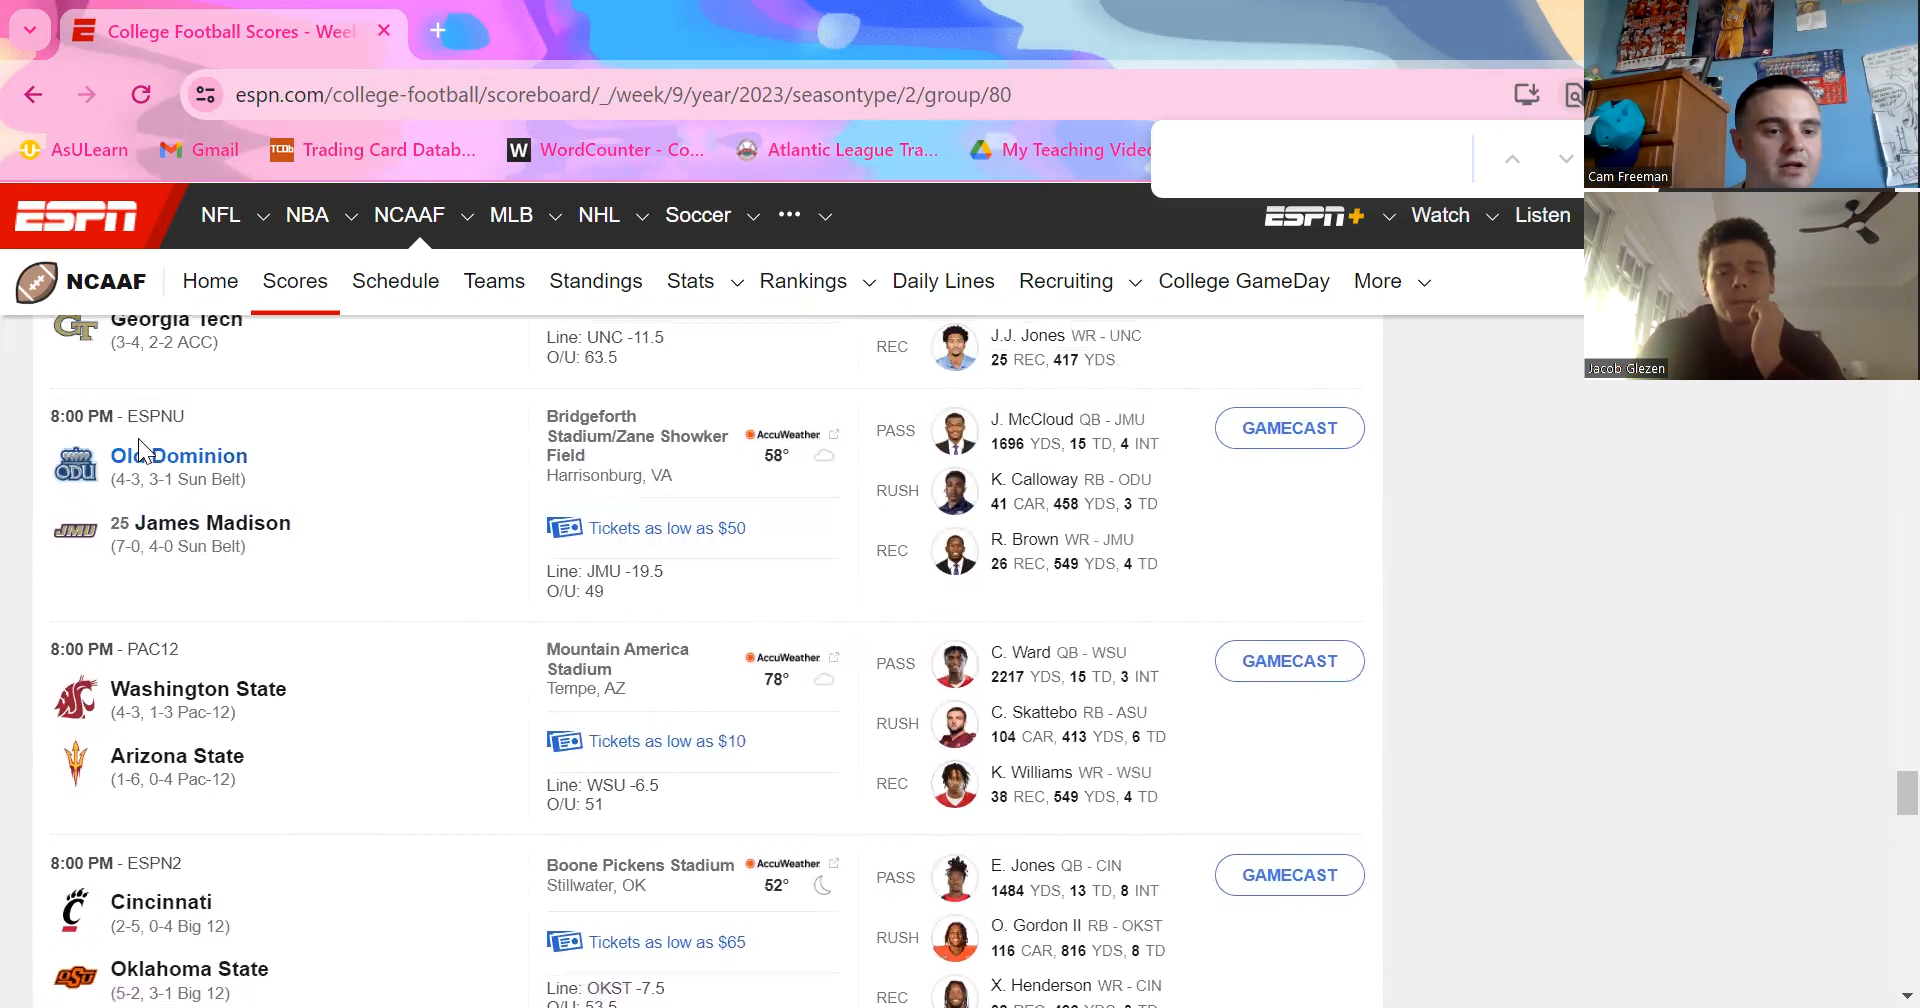 College Football Scores - Week
espn.com/college-football/scoreboard/_/week/9/year/2023/seasontype/2/group/80
AsULearn
Gmail
TCDb Trading Card Datab...
W WordCounter - Co...
Atlantic League Tra...
My Teaching Video
ESPN NFL NBA NCAAF MLB NHL Soccer ••• ESPN+ Watch Listen
NCAAF Home Scores Schedule Teams Standings Stats Rankings Daily Lines Recruiting College GameDay More
GT Georgia Tech
(3-4, 2-2 ACC)
Line: UNC -11.5
O/U: 63.5
REC
J.J. Jones WR - UNC
25 REC, 417 YDS
8:00 PM - ESPNU
ODU Old Dominion
(4-3, 3-1 Sun Belt)
JMU 25 James Madison
(7-0, 4-0 Sun Belt)
Bridgeforth
Stadium/Zane Showker
Field
Harrisonburg, VA
AccuWeather
58°
Tickets as low as $50
Line: JMU -19.5
O/U: 49
PASS
J. McCloud QB - JMU
1696 YDS, 15 TD, 4 INT
RUSH
K. Calloway RB - ODU
41 CAR, 458 YDS, 3 TD
REC
R. Brown WR - JMU
26 REC, 549 YDS, 4 TD
GAMECAST
8:00 PM - PAC12
Washington State
(4-3, 1-3 Pac-12)
Arizona State
(1-6, 0-4 Pac-12)
Mountain America
Stadium
Tempe, AZ
AccuWeather
78°
Tickets as low as $10
Line: WSU -6.5
O/U: 51
PASS
C. Ward QB - WSU
2217 YDS, 15 TD, 3 INT
RUSH
C. Skattebo RB - ASU
104 CAR, 413 YDS, 6 TD
REC
K. Williams WR - WSU
38 REC, 549 YDS, 4 TD
GAMECAST
8:00 PM - ESPN2
Cincinnati
(2-5, 0-4 Big 12)
OSU Oklahoma State
(5-2, 3-1 Big 12)
Boone Pickens Stadium
Stillwater, OK
AccuWeather
52°
Tickets as low as $65
Line: OKST -7.5
O/U: 53.5
PASS
E. Jones QB - CIN
1484 YDS, 13 TD, 8 INT
RUSH
O. Gordon II RB - OKST
116 CAR, 816 YDS, 8 TD
REC
X. Henderson WR - CIN
GAMECAST
Cam Freeman
Jacob Glezen